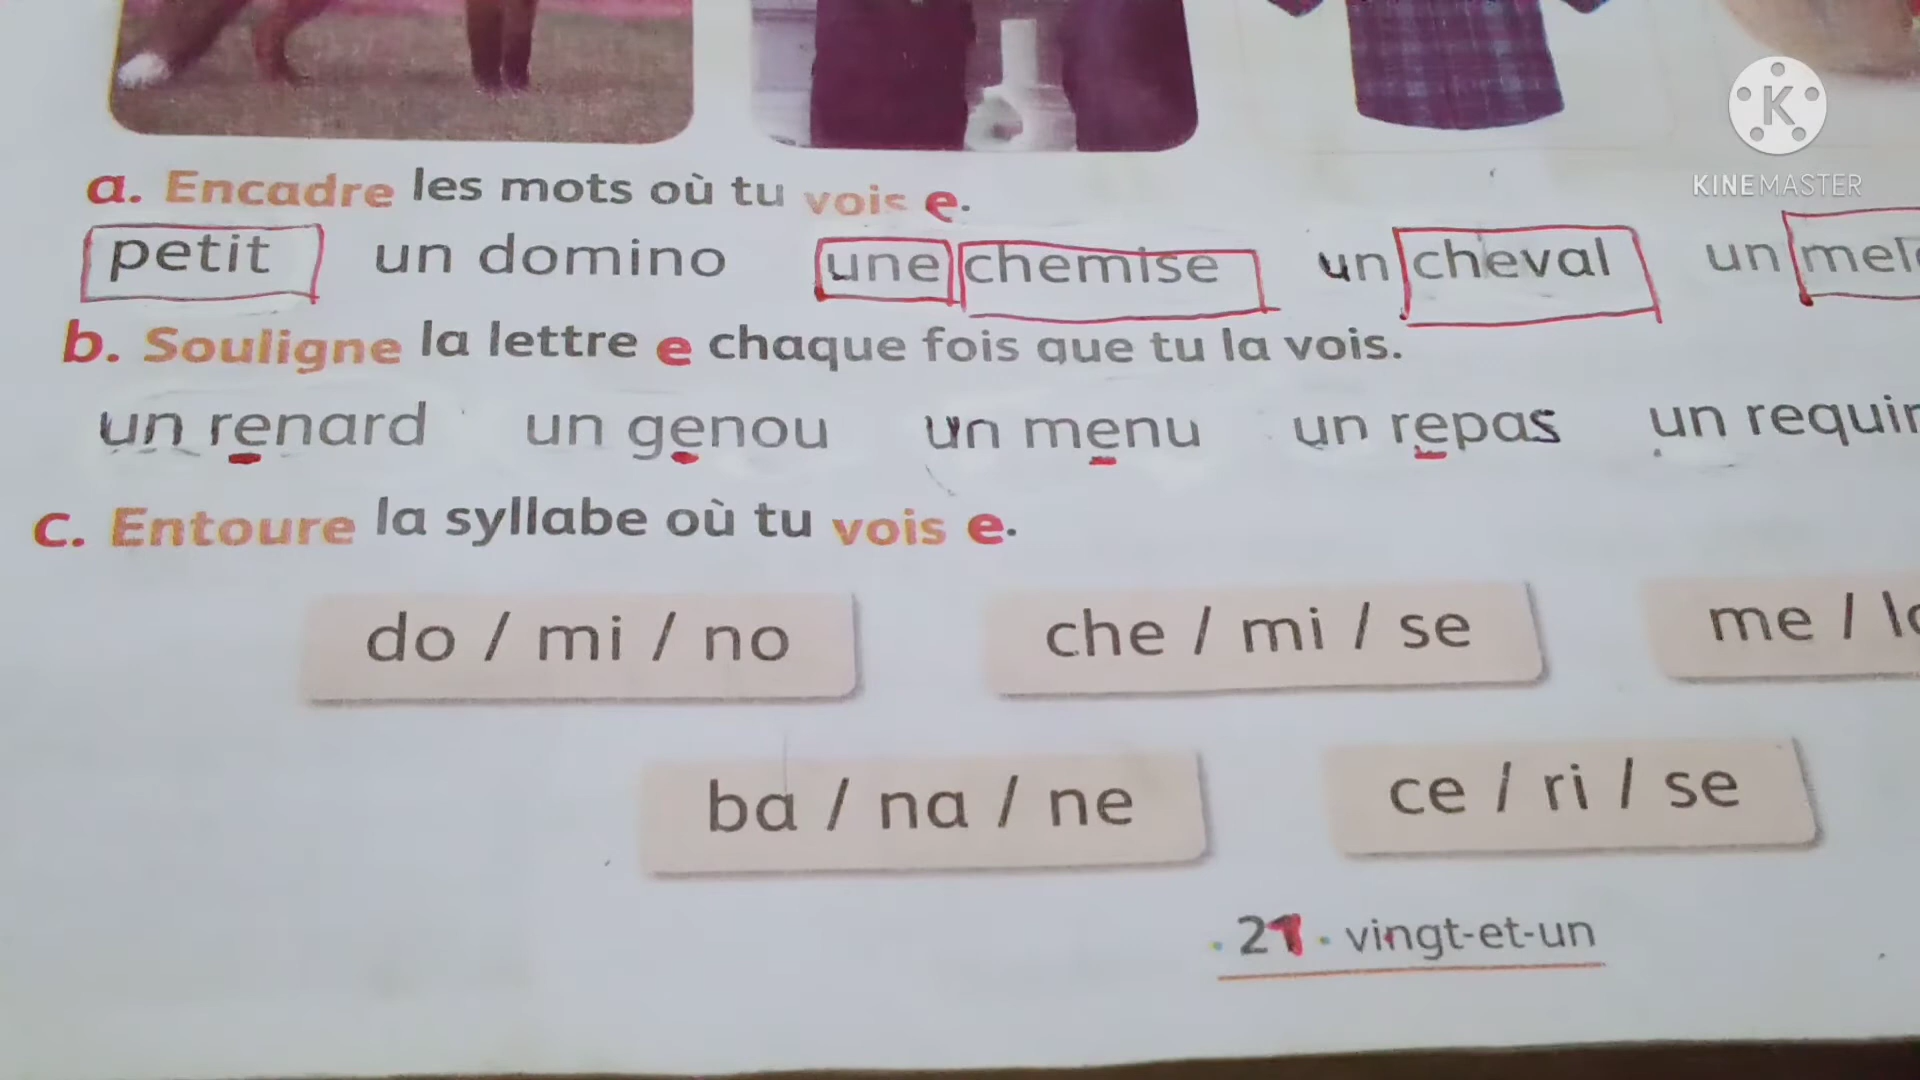 KINEMASTER
a. Encadre les mots où tu vois e.
petit un domino une chemise un cheval un
b. Souligne la lettre e chaque fois que tu la vois.
un renard un genou un menu un repas un
c. Entoure la syllabe où tu vois e.
do / mi / no che / mi / se me /
ba / na / ne ce / ri / se
21 • vingt-et-un